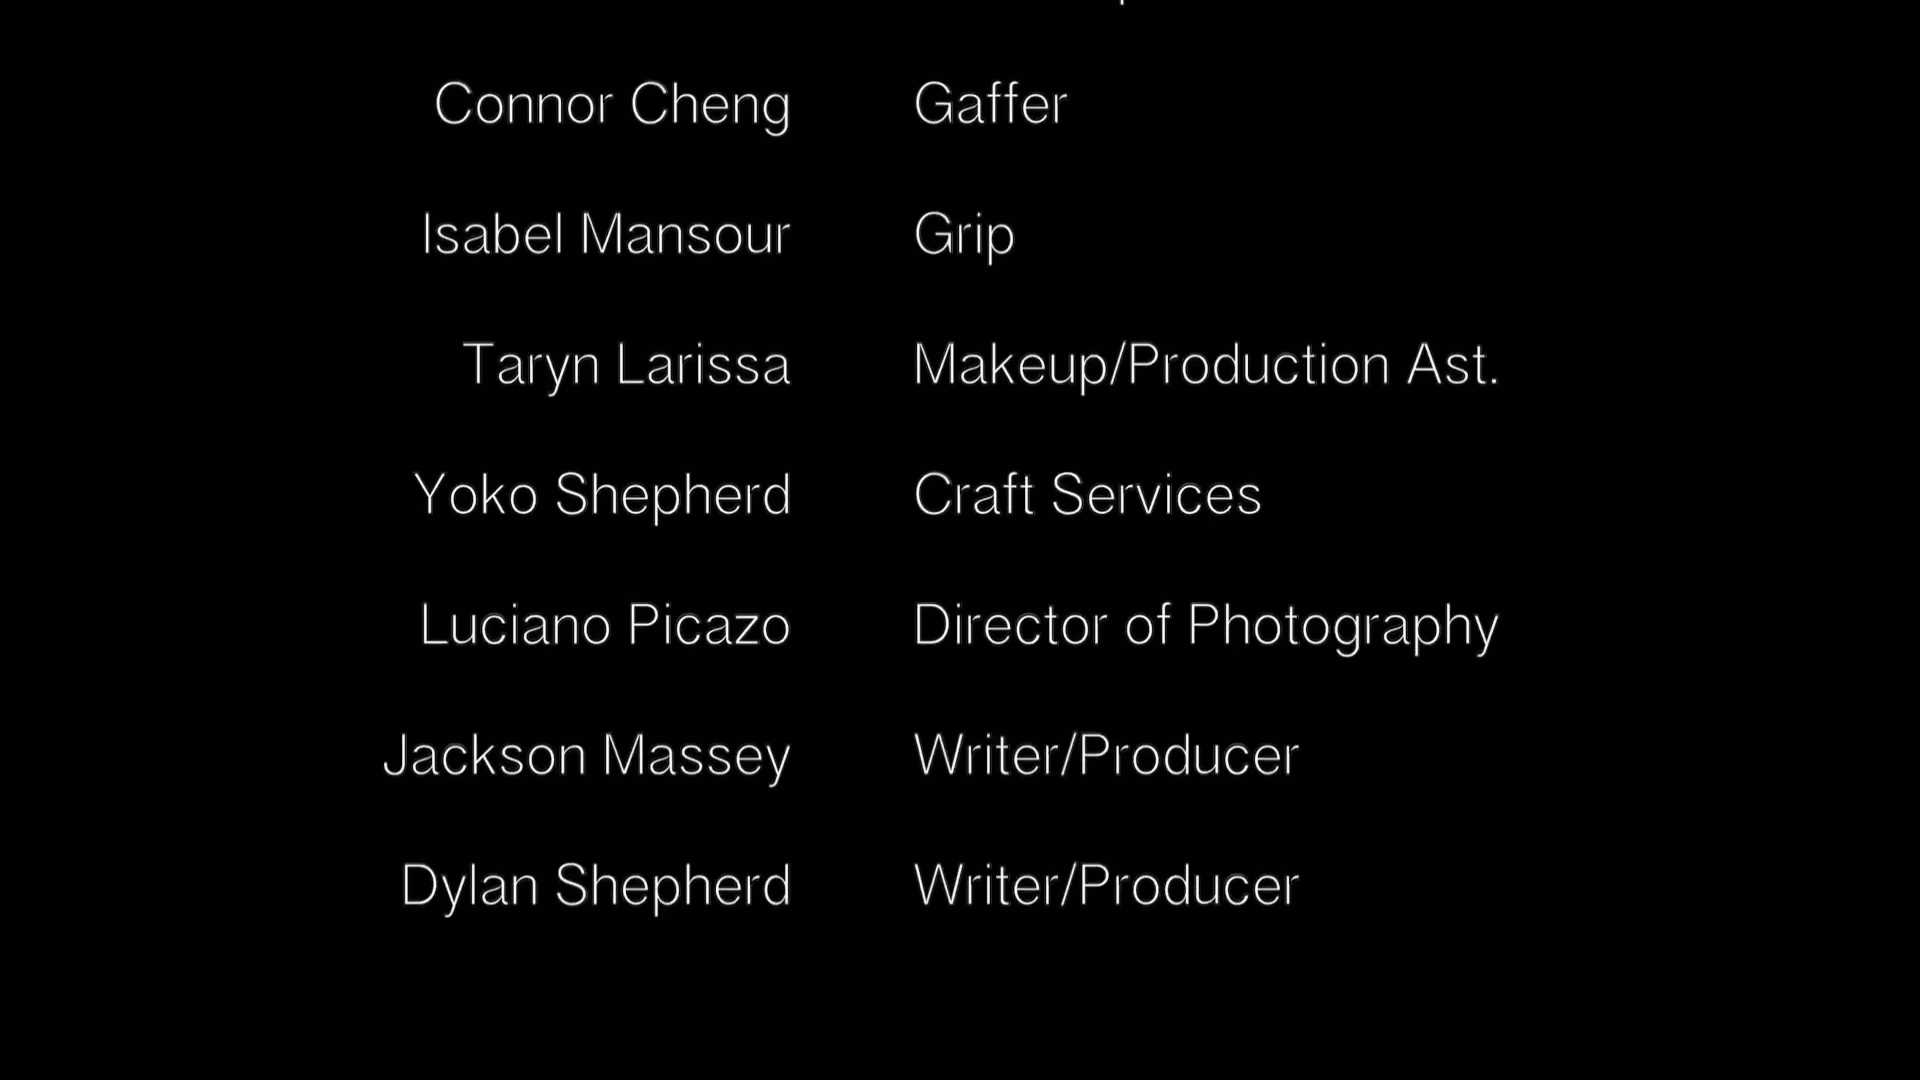 Connor Cheng Gaffer
Isabel Mansour Grip
Taryn Larissa Makeup/Production Ast.
Yoko Shepherd Craft Services
Luciano Picazo Director of Photography
Jackson Massey Writer/Producer
Dylan Shepherd Writer/Producer